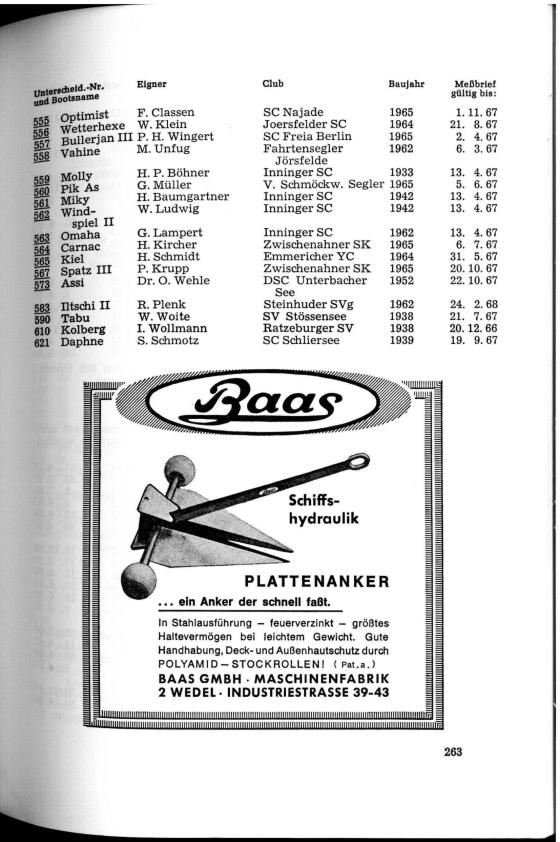 Unterscheid.-Nr. und Bootsname Eigner Club Baujahr Meßbrief gültig bis:
555 Optimist F. Classen SC Najade 1965 1. 11. 67
556 Wetterhexe W. Klein Joersfelder SC 1964 21. 8. 67
557 Bullerjan III P. H. Wingert SC Freia Berlin 1965 2. 4. 67
558 Vahine M. Unfug Fahrtensegler Jörsfelde 1962 6. 3. 67
559 Molly H. P. Böhner Inninger SC 1933 13. 4. 67
560 Pik As G. Müller V. Schmöckw. Segler 1965 5. 6. 67
561 Miky H. Baumgartner Inninger SC 1942 13. 4. 67
562 Wind-spiel II W. Ludwig Inninger SC 1942 13. 4. 67
563 Omaha G. Lampert Inninger SC 1962 13. 4. 67
564 Carnac H. Kircher Zwischenahner SK 1965 6. 7. 67
565 Kiel H. Schmidt Emmericher YC 1964 31. 5. 67
567 Spatz III P. Krupp Zwischenahner SK 1965 20. 10. 67
573 Assi Dr. O. Wehle DSC Unterbacher See 1952 22. 10. 67
583 Iltschi II R. Plenk Steinhuder SVg 1962 24. 2. 68
590 Tabu W. Woite SV Stössensee 1938 21. 7. 67
610 Kolberg I. Wollmann Ratzeburger SV 1938 20. 12. 66
621 Daphne S. Schmotz SC Schliersee 1939 19. 9. 67
Baas
Baas
Schiffs-
hydraulik
PLATTENANKER
... ein Anker der schnell faßt.
In Stahlausführung – feuerverzinkt – größtes
Haltevermögen bei leichtem Gewicht. Gute
Handhabung, Deck- und Außenhautschutz durch
POLYAMID – STOCKROLLEN! ( Pat.a.)
BAAS GMBH · MASCHINENFABRIK
2 WEDEL · INDUSTRIESTRASSE 39-43
263